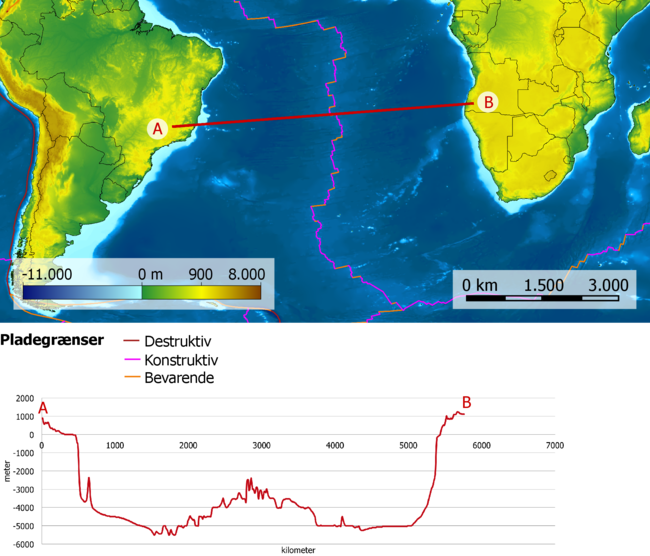 A
B
-11.000 0 m 900 8.000
0 km 1.500 3.000
Pladegrænser
Destruktiv
Konstruktiv
Bevarende
2000
A
B
1000
0
0 1000 2000 3000 4000 5000 6000 7000
-1000
-2000
-3000
-4000
-5000
-6000
meter
kilometer